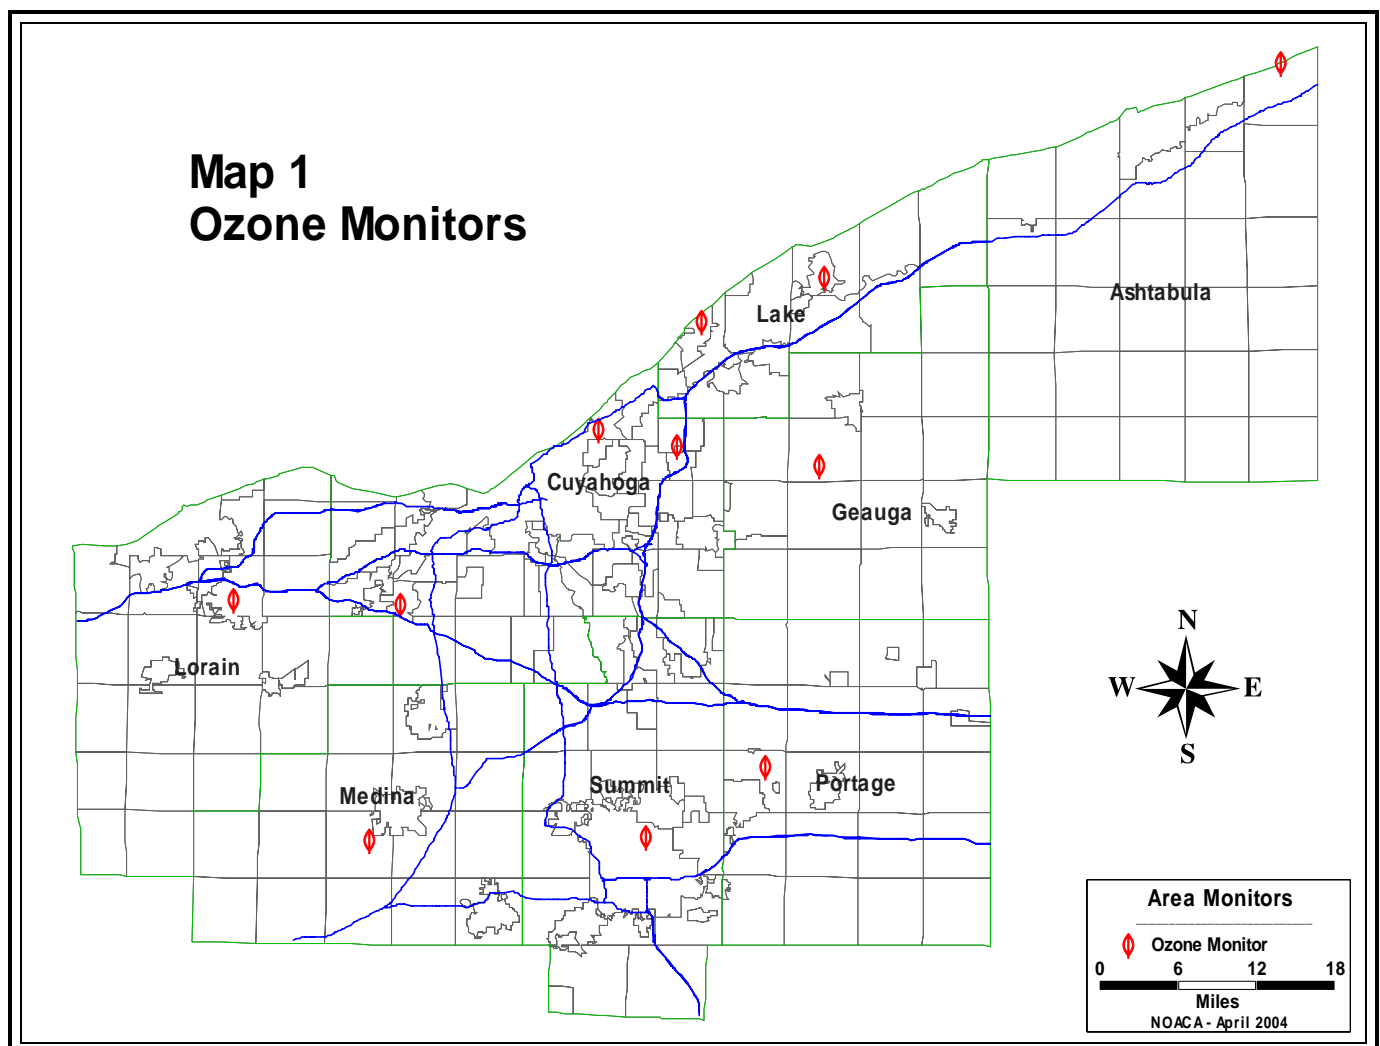 Map 1
Ozone Monitors
Ashtabula
Lake
Cuyahoga
Geauga
Lorain
Medina
Summit
Portage
N
W
E
S
Area Monitors
Ozone Monitor
0 6 12 18
Miles
NOACA - April 2004